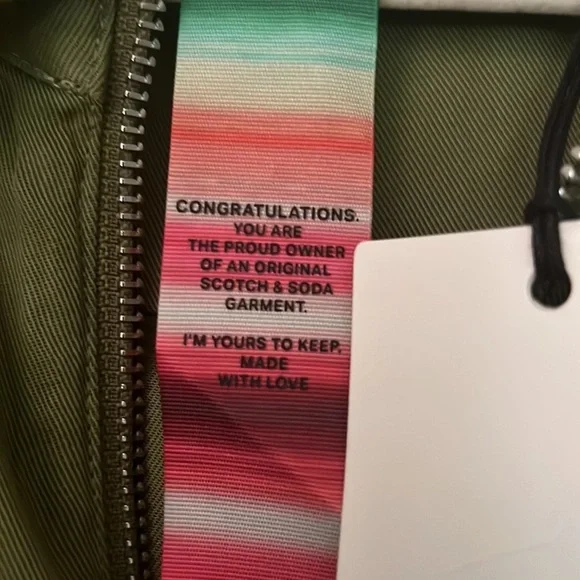 CONGRATULATIONS.
YOU ARE
THE PROUD OWNER
OF AN ORIGINAL
SCOTCH & SODA
GARMENT.
I'M YOURS TO KEEP.
MADE
WITH LOVE